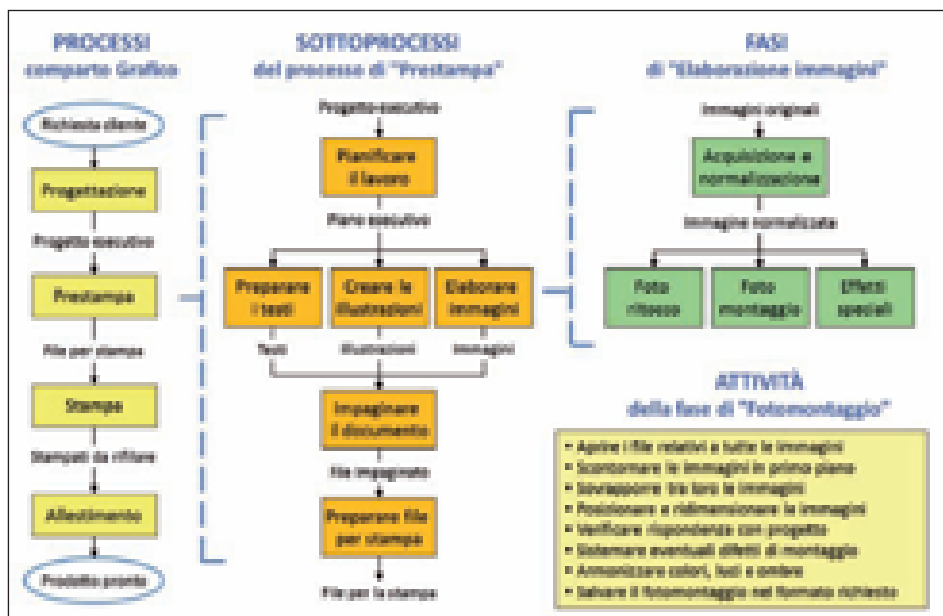 PROCESSI
comparto Grafico
Richiesta cliente
Progettazione
Progetto esecutivo
Prestampa
File per stampa
Stampa
Stampati da rifilare
Allestimento
Prodotto pronto
SOTTOPROCESSI
del processo di "Prestampa"
Progetto esecutivo
Pianificare
il lavoro
Piano esecutivo
Preparare
i testi
Creare le
illustrazioni
Elaborare
immagini
Testi
Illustrazioni
Immagini
Impaginare
il documento
File impaginato
Preparare file
per stampa
File per la stampa
FASI
di "Elaborazione immagini"
Immagini originali
Acquisizione e
normalizzazione
Immagine normalizzata
Foto
ritocco
Foto
montaggio
Effetti
speciali
ATTIVITÀ
della fase di "Fotomontaggio"
• Aprire i file relativi a tutte le immagini
• Scontornare le immagini in primo piano
• Sovrapporre tra loro le immagini
• Posizionare e ridimensionare le immagini
• Verificare rispondenza con progetto
• Sistemare eventuali difetti di montaggio
• Armonizzare colori, luci e ombre
• Salvare il fotomontaggio nel formato richiesto